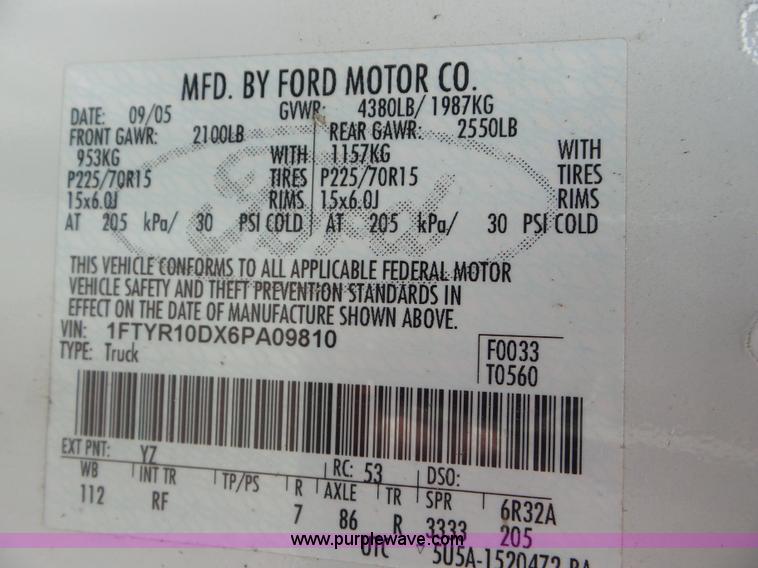 MFD. BY FORD MOTOR CO.
DATE: 09/05 GVWR: 4380LB/ 1987KG
FRONT GAWR: 2100LB REAR GAWR: 2550LB
953KG WITH 1157KG WITH
P225/70R15 TIRES P225/70R15 TIRES
15x6.0J RIMS 15x6.0J RIMS
AT 205 kPa/ 30 PSI COLD AT 205 kPa/ 30 PSI COLD
Ford
THIS VEHICLE CONFORMS TO ALL APPLICABLE FEDERAL MOTOR
VEHICLE SAFETY AND THEFT PREVENTION STANDARDS IN
EFFECT ON THE DATE OF MANUFACTURE SHOWN ABOVE.
VIN: 1FTYR10DX6PA09810
TYPE: Truck
F0033
T0560
EXT PNT: YZ RC: 53 DSO:
WB INT TR TP/PS R AXLE TR SPR 6R32A
112 RF 7 86 R 3333 205
UTC 5U5A-1520472-BA
www.purplewave.com